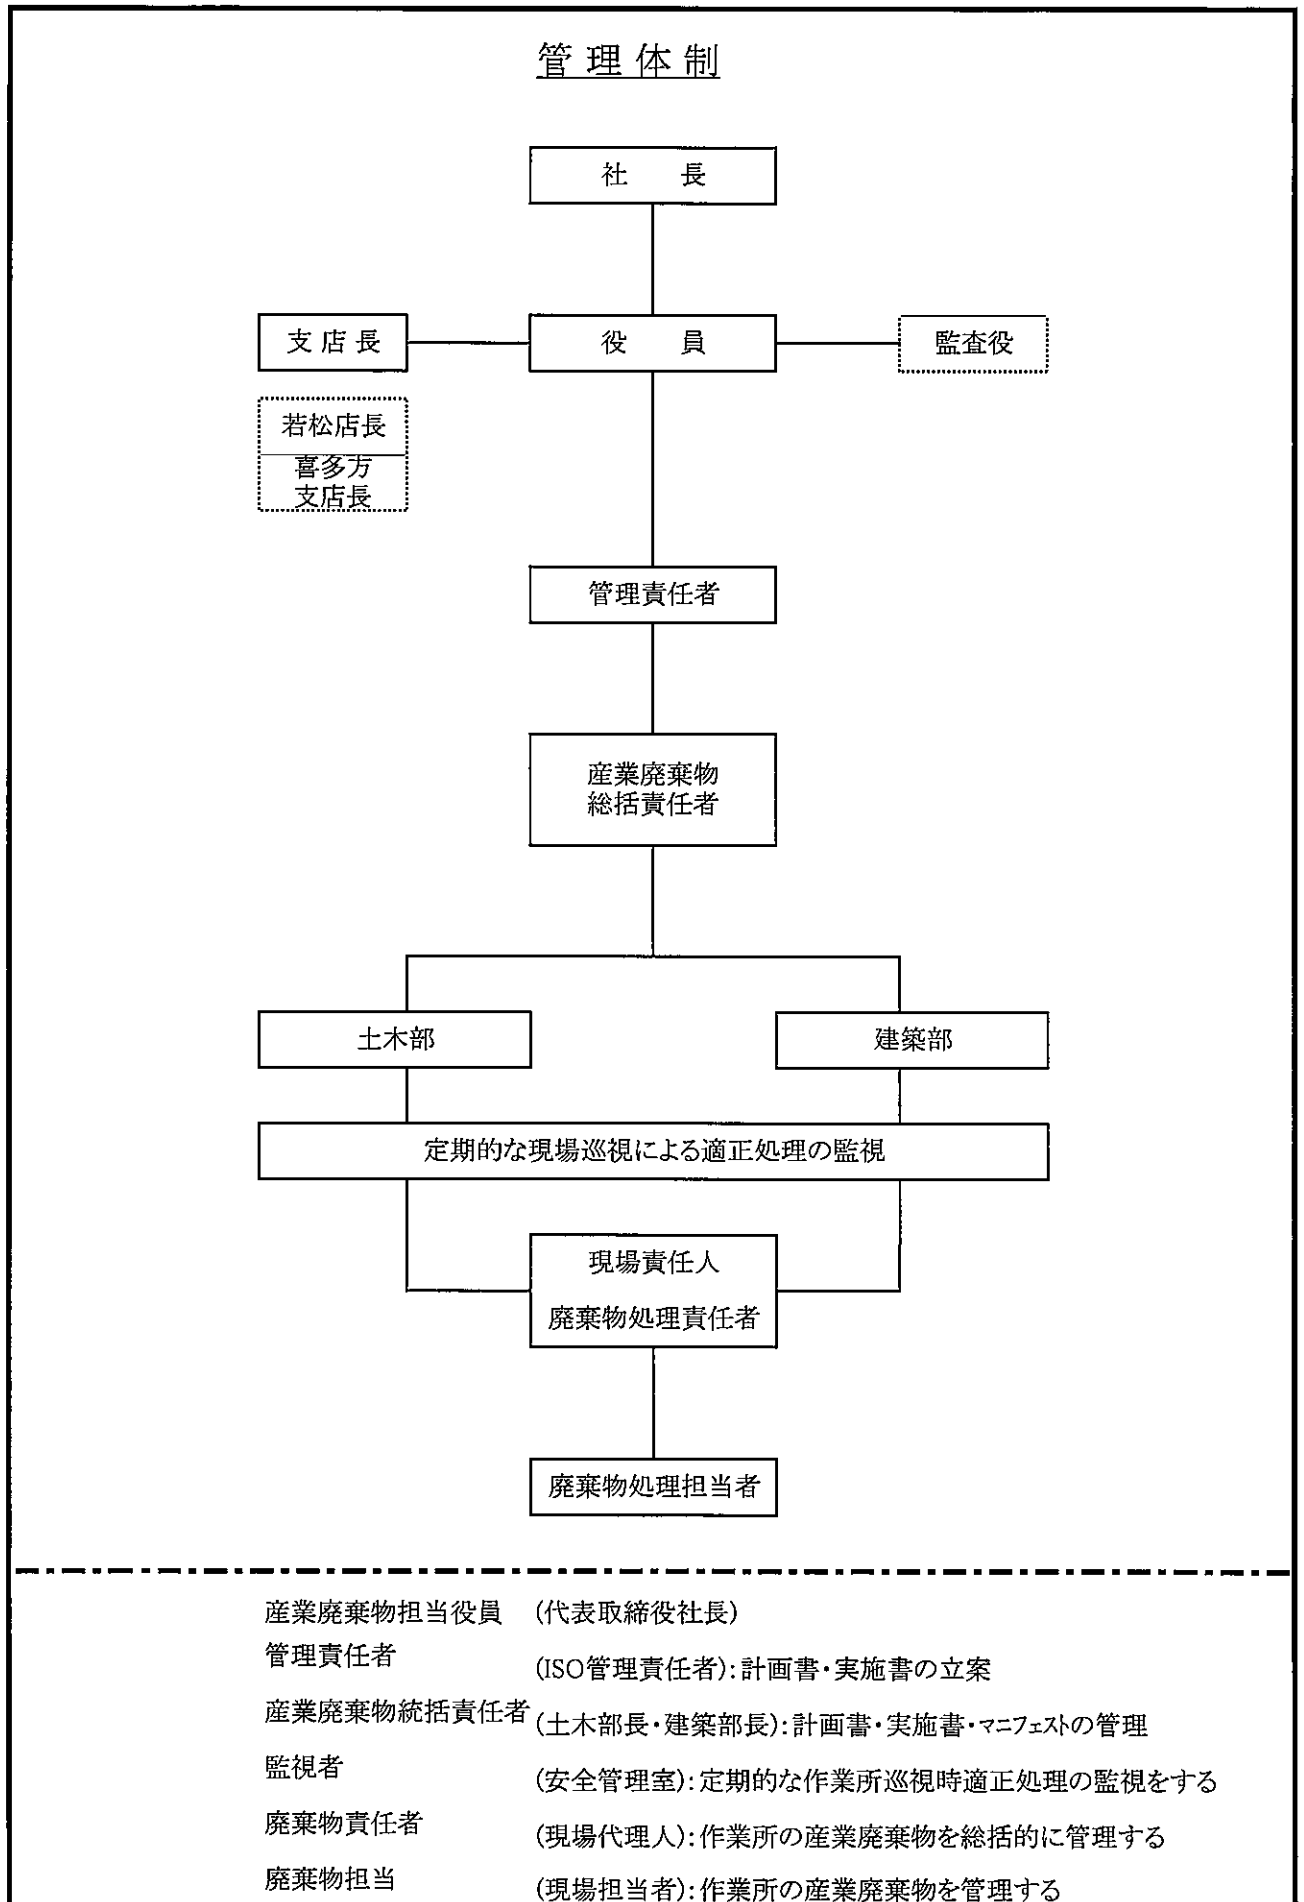 管理体制
社長
支店長 役員 監査役
若松店長
喜多方
支店長
管理責任者
産業廃棄物
総括責任者
土木部 建築部
定期的な現場巡視による適正処理の監視
現場責任人
廃棄物処理責任者
廃棄物処理担当者
産業廃棄物担当役員 (代表取締役社長)
管理責任者 (ISO管理責任者):計画書・実施書の立案
産業廃棄物統括責任者 (土木部長・建築部長):計画書・実施書・マニフェストの管理
監視者 (安全管理室):定期的な作業所巡視時適正処理の監視をする
廃棄物責任者 (現場代理人):作業所の産業廃棄物を総括的に管理する
廃棄物担当 (現場担当者):作業所の産業廃棄物を管理する